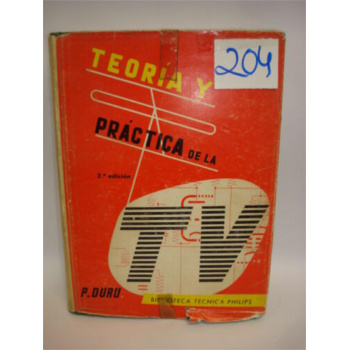 204
TEORÍA Y
PRÁCTICA DE LA
2.ª edición
TV
P. DURU
BIBLIOTECA TECNICA PHILIPS